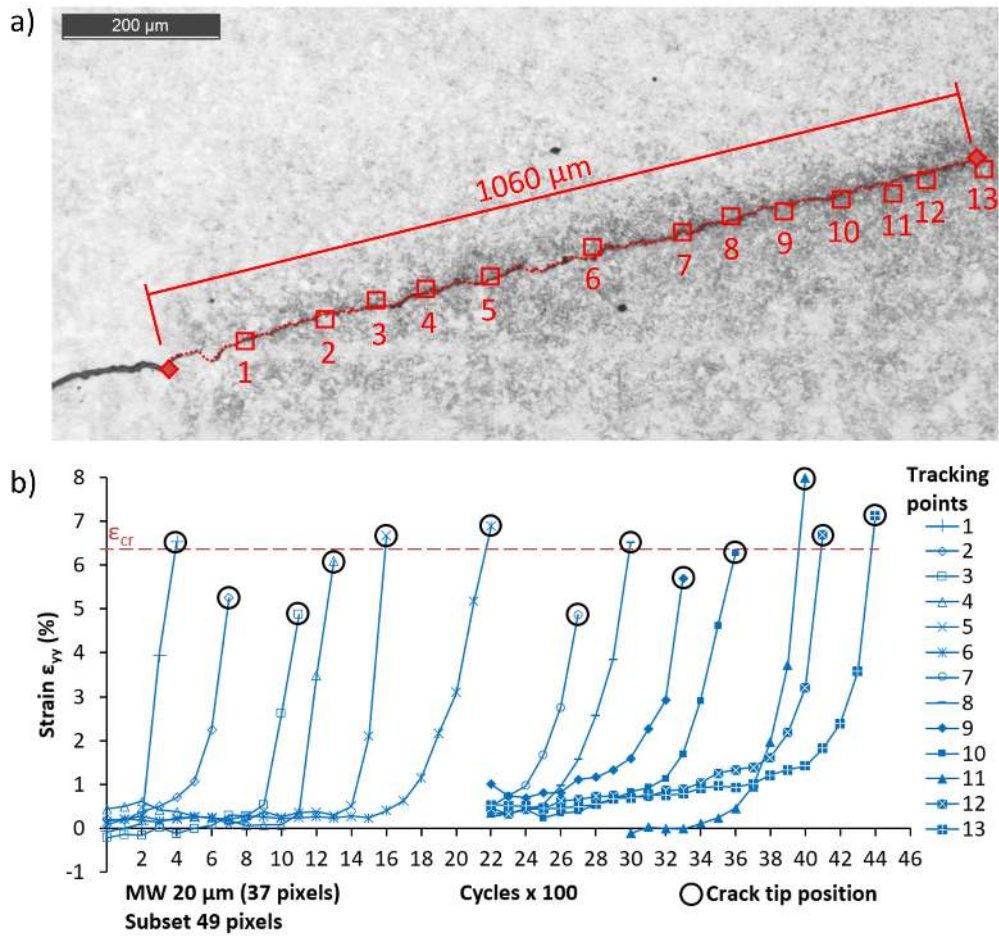 a)
200 µm
1060 µm
1 2 3 4 5 6 7 8 9 10 11 12 13
b)
8
7
6
5
4
3
2
1
0
-1
Strain εyy (%)
εcr
2 4 6 8 10 12 14 16 18 20 22 24 26 28 30 32 34 36 38 40 42 44 46
MW 20 µm (37 pixels)
Subset 49 pixels
Cycles x 100
Crack tip position
Tracking
points
1
2
3
4
5
6
7
8
9
10
11
12
13